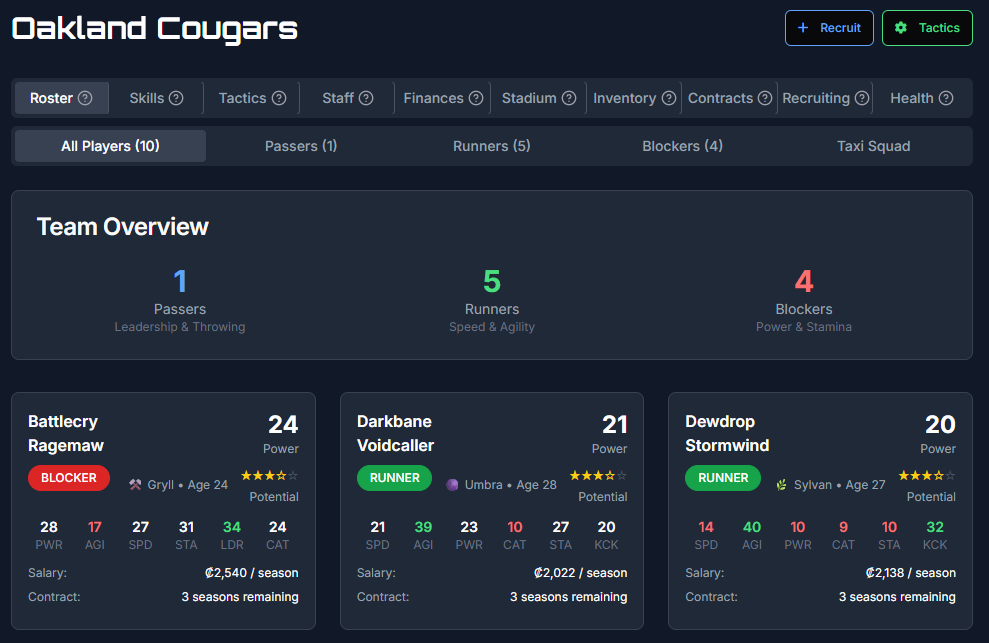 Oakland Cougars
+ Recruit
Tactics
Roster ? Skills ? Tactics ? Staff ? Finances ? Stadium ? Inventory ? Contracts ? Recruiting ? Health ?
All Players (10) Passers (1) Runners (5) Blockers (4) Taxi Squad
Team Overview
1
Passers
Leadership & Throwing
5
Runners
Speed & Agility
4
Blockers
Power & Stamina
Battlecry
Ragemaw
24
Power
BLOCKER
Gryll • Age 24
★★★☆☆
Potential
28 17 27 31 34 24
PWR AGI SPD STA LDR CAT
Salary: ₡2,540 / season
Contract: 3 seasons remaining
Darkbane
Voidcaller
21
Power
RUNNER
Umbra • Age 28
★★★☆☆
Potential
21 39 23 10 27 20
SPD AGI PWR CAT STA KCK
Salary: ₡2,022 / season
Contract: 3 seasons remaining
Dewdrop
Stormwind
20
Power
RUNNER
Sylvan • Age 27
★★★☆☆
Potential
14 40 10 9 10 32
SPD AGI PWR CAT STA KCK
Salary: ₡2,138 / season
Contract: 3 seasons remaining